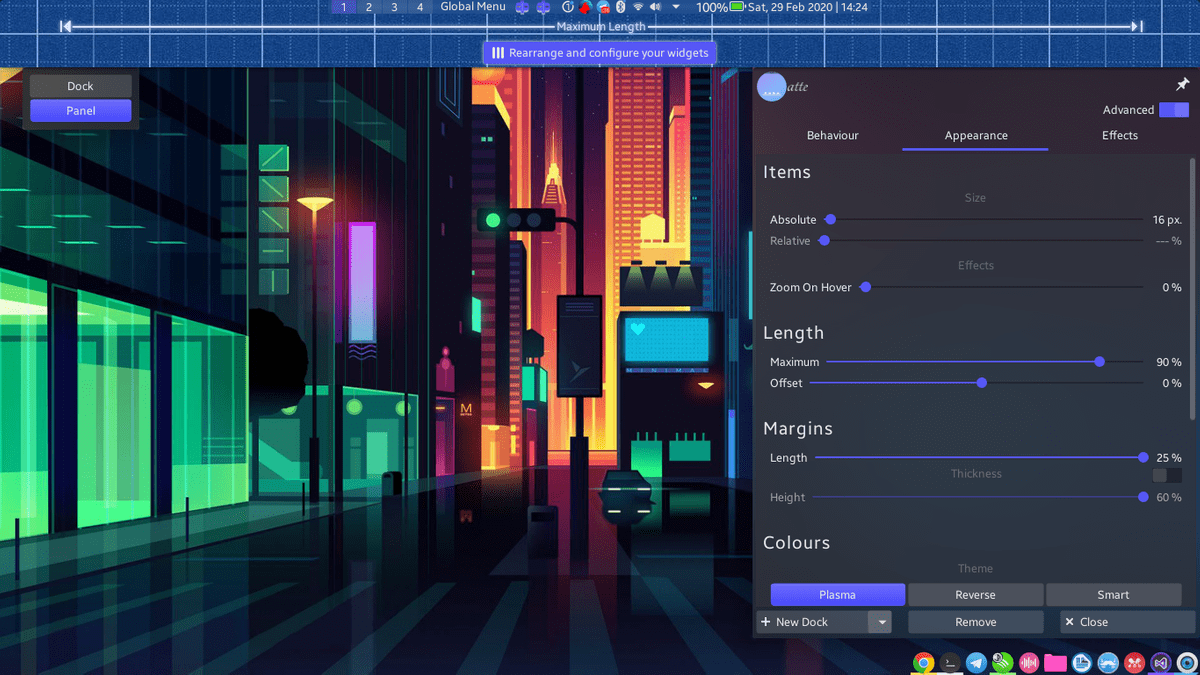 1 2 3 4 Global Menu 100% Sat, 29 Feb 2020 | 14:24
Maximum Length
Rearrange and configure your widgets
Dock
Panel
atte
Advanced
Behaviour Appearance Effects
Items
Size
Absolute 16 px.
Relative --- %
Effects
Zoom On Hover 0 %
Length
Maximum 90 %
Offset 0 %
Margins
Length 25 %
Thickness
Height 60 %
Colours
Theme
Plasma Reverse Smart
+ New Dock Remove × Close
MINIMAL
M